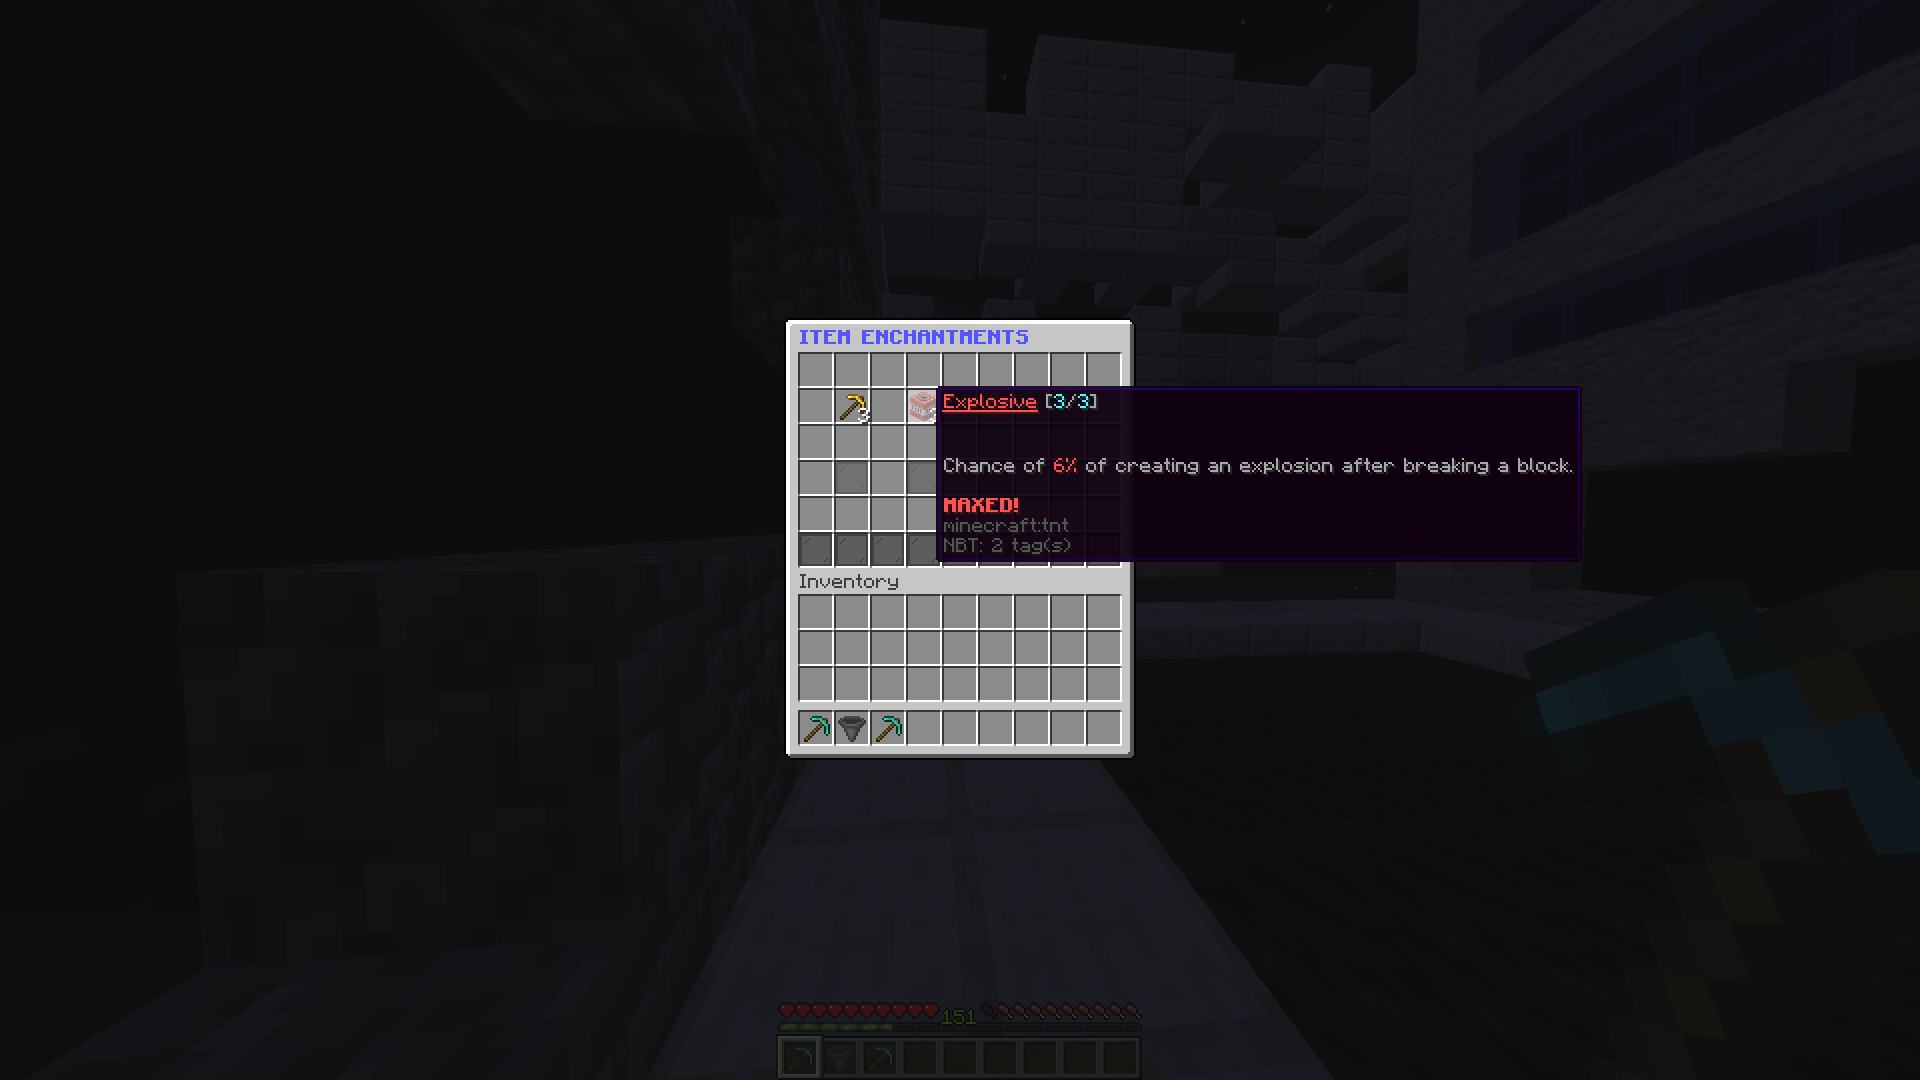 ITEM ENCHANTMENTS
3
Explosive [3/3]
Chance of 6% of creating an explosion after breaking a block.
MAXED!
minecraft:tnt
NBT: 2 tag(s)
Inventory
151